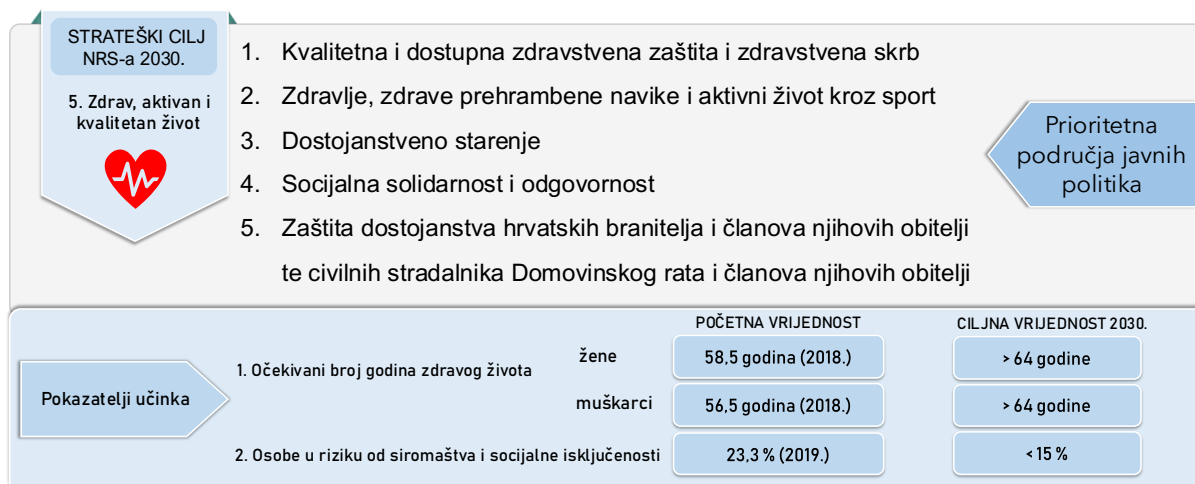 STRATEŠKI CILJ
NRS-a 2030.
5. Zdrav, aktivan i
kvalitetan život
1. Kvalitetna i dostupna zdravstvena zaštita i zdravstvena skrb
2. Zdravlje, zdrave prehrambene navike i aktivni život kroz sport
3. Dostojanstveno starenje
4. Socijalna solidarnost i odgovornost
5. Zaštita dostojanstva hrvatskih branitelja i članova njihovih obitelji
te civilnih stradalnika Domovinskog rata i članova njihovih obitelji
Prioritetna
područja javnih
politika
Pokazatelji učinka
POČETNA VRIJEDNOST
CILJNA VRIJEDNOST 2030.
1. Očekivani broj godina zdravog života
žene
58,5 godina (2018.)
> 64 godine
muškarci
56,5 godina (2018.)
> 64 godine
2. Osobe u riziku od siromaštva i socijalne isključenosti
23,3 % (2019.)
< 15 %